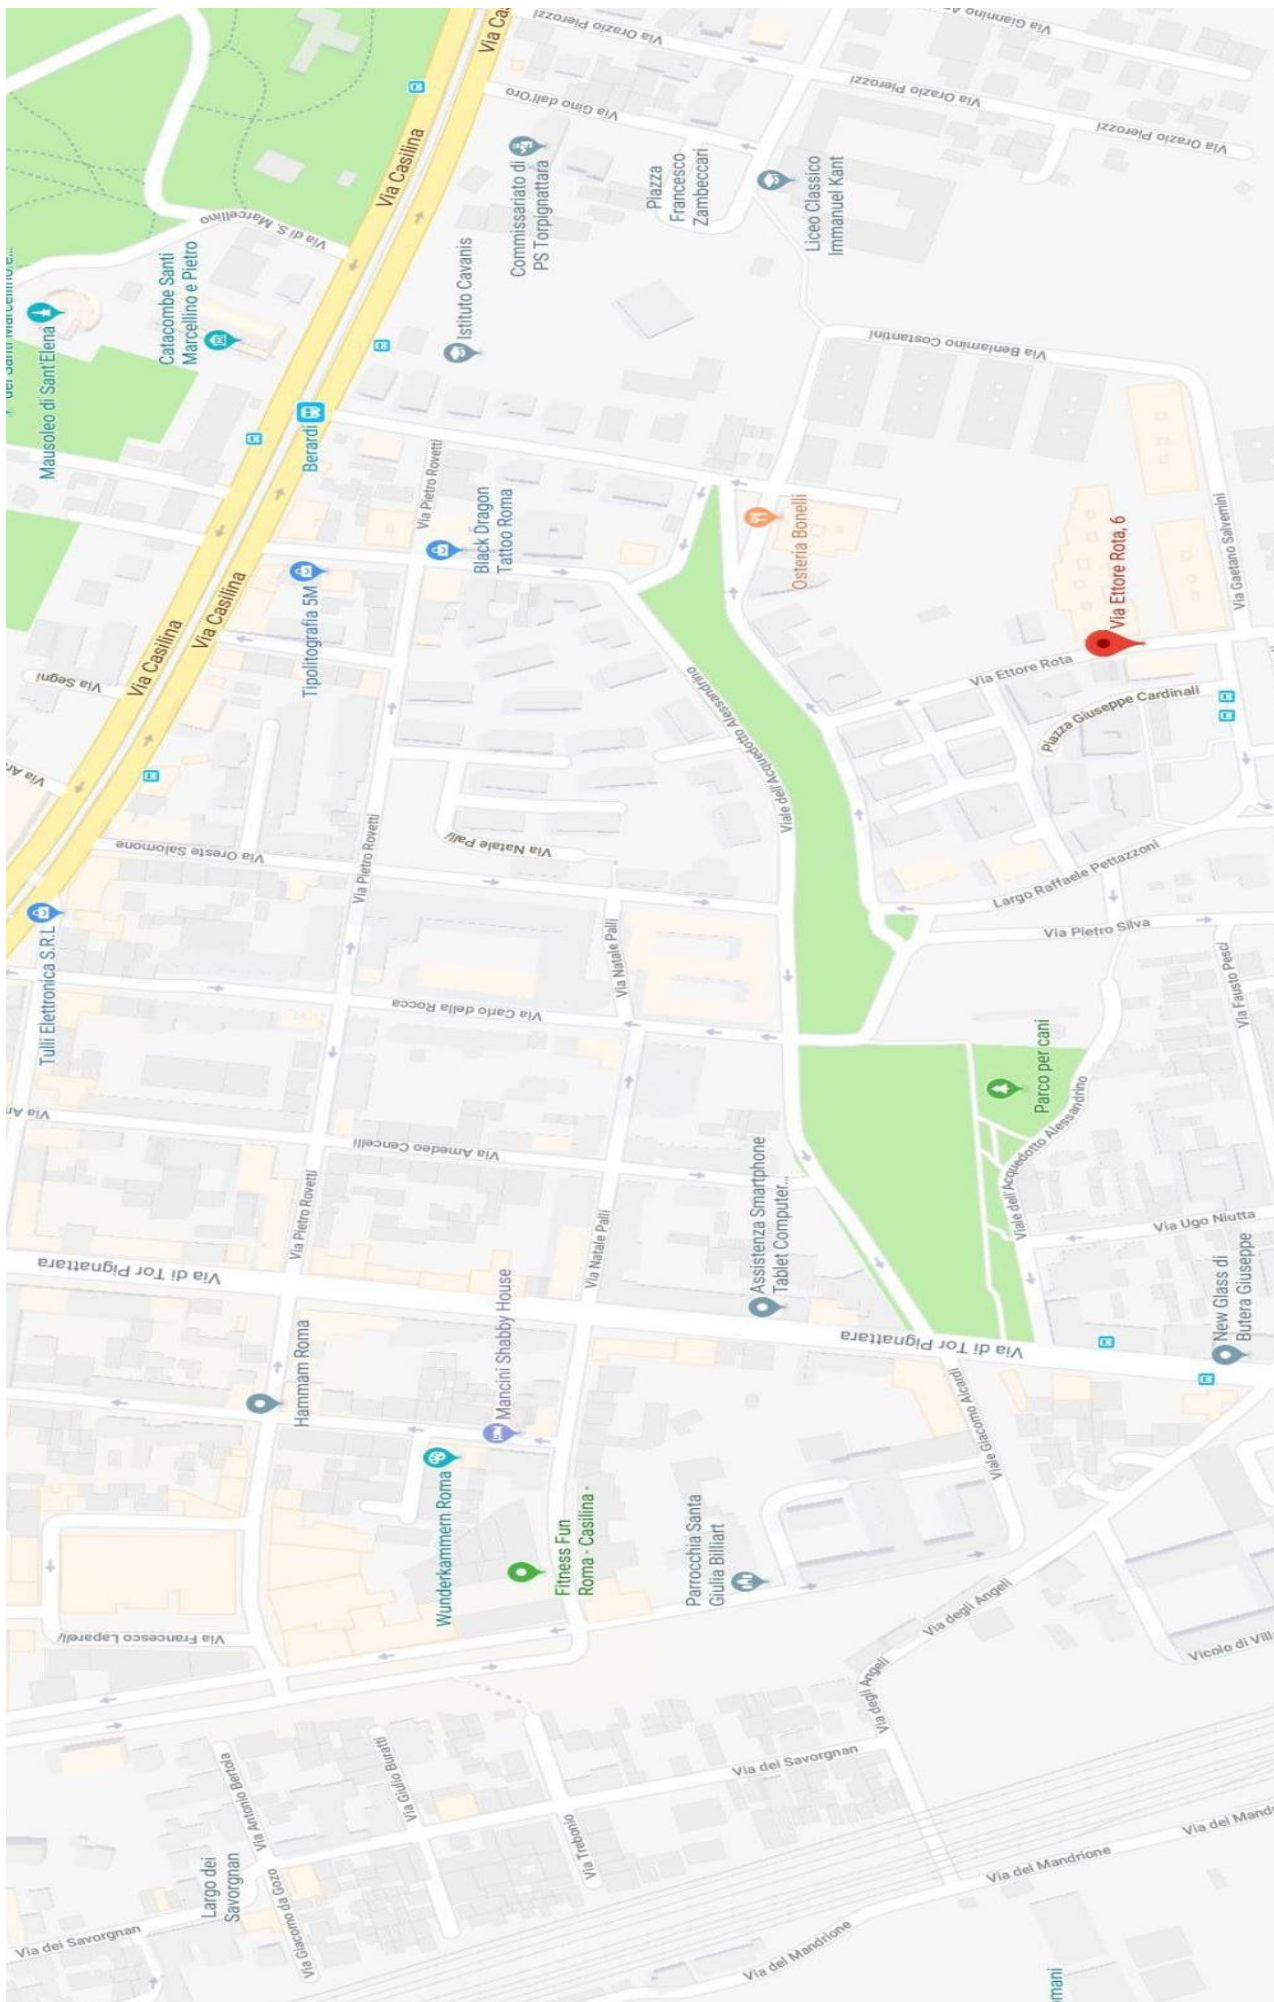 Via dei Savorgnan
Via Francesco Laparelli
Via di Tor Pignattara
Tulli Elettronica S.R.L
Via Segni
Mausoleo di Sant'Elena
Via Casilina
Catacombe Santi
Marcellino e Pietro
Largo dei
Savorgnan
Via Antonio Bertola
Via Giacomo da Gozo
Hammam Roma
Via Pietro Rovetti
Via Oreste Salomone
Via Casilina
Via di S. Marcellino
Tipolitografia 5M
Berardi
Via Giulio Buratti
Via Amedeo Cencelli
Via Carlo della Rocca
Via Pietro Rovetti
Via Pietro Rovetti
Via Casilina
Wunderkammern Roma
Mancini Shabby House
Via Natale Palli
Black Dragon
Tattoo Roma
Istituto Cavanis
Fitness Fun
Roma - Casilina -
Commissariato di
PS Torpignattara
Via Gino dall'Oro
Via Orazio Pierozzi
Via Trebonio
Via Natale Palli
Via Natale Palli
Piazza
Francesco
Zambeccari
Parrocchia Santa
Giulia Billiart
Via dei Savorgnan
Assistenza Smartphone
Tablet Computer...
Viale dell'Acquedotto Alessandrino
Osteria Bonelli
Liceo Classico
Immanuel Kant
Via Orazio Pierozzi
Via del Mandrione
Via degli Angeli
Via di Tor Pignattara
Via Beniamino Costantini
Via degli Angeli
Viale Giacomo Aicardi
Via Ettore Rota
Via del Mandrione
Viale dell'Acquedotto Alessandrino
Parco per cani
Via Pietro Silva
Largo Raffaele Pettazzoni
Piazza Giuseppe Cardinali
Via Ettore Rota, 6
Via Orazio Pierozzi
Via Ugo Niutta
New Glass di
Butera Giuseppe
Via Fausto Pesci
Via Gaetano Salvemini